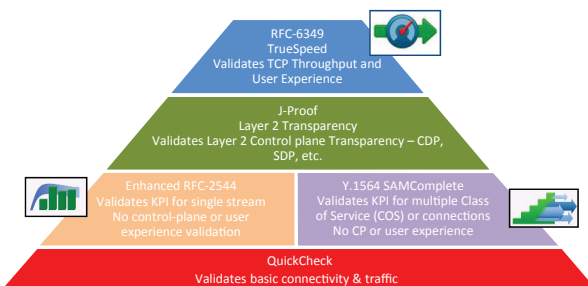 RFC-6349
TrueSpeed
Validates TCP Throughput and
User Experience
J-Proof
Layer 2 Transparency
Validates Layer 2 Control plane Transparency – CDP,
SDP, etc.
Enhanced RFC-2544
Validates KPI for single stream
No control-plane or user
experience validation
Y.1564 SAMComplete
Validates KPI for multiple Class
of Service (COS) or connections
No CP or user experience
QuickCheck
Validates basic connectivity & traffic